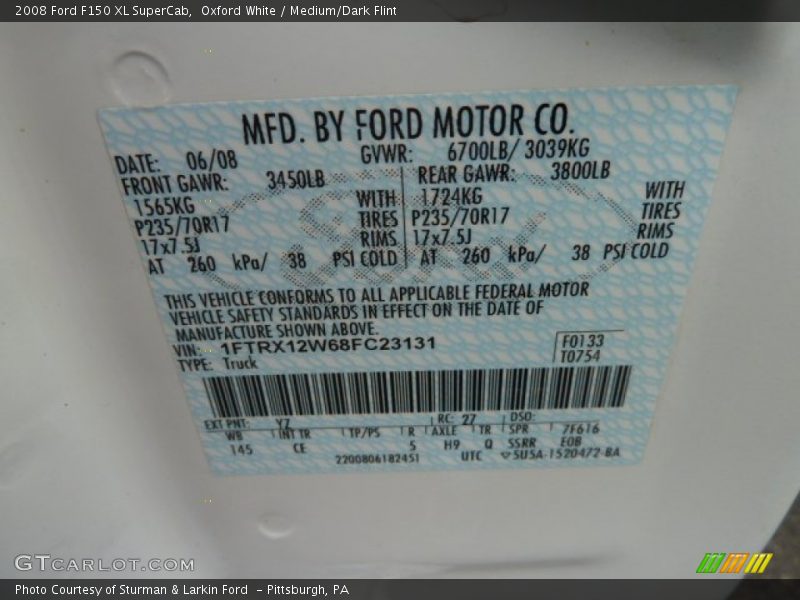 2008 Ford F150 XL SuperCab,  Oxford White / Medium/Dark Flint
MFD. BY FORD MOTOR CO.
DATE: 06/08 GVWR: 6700LB/ 3039KG
FRONT GAWR: 3450LB REAR GAWR: 3800LB
1565KG WITH 1724KG WITH
P235/70R17 TIRES P235/70R17 TIRES
17x7.5J RIMS 17x7.5J RIMS
AT 260 kPa/ 38 PSI COLD AT 260 kPa/ 38 PSI COLD
THIS VEHICLE CONFORMS TO ALL APPLICABLE FEDERAL MOTOR
VEHICLE SAFETY STANDARDS IN EFFECT ON THE DATE OF
MANUFACTURE SHOWN ABOVE.
VIN: 1FTRX12W68FC23131 F0133
TYPE: Truck T0754
EXT PNT: YZ RC: 27 DSO:
WB INT TR TP/PS R AXLE TR SPR 7F616
145 CE 5 H9 Q SSRR E0B
2200806182451 UTC ▽5U5A-1520472-BA
GTCARLOT.COM
Photo Courtesy of Sturman & Larkin Ford  - Pittsburgh, PA